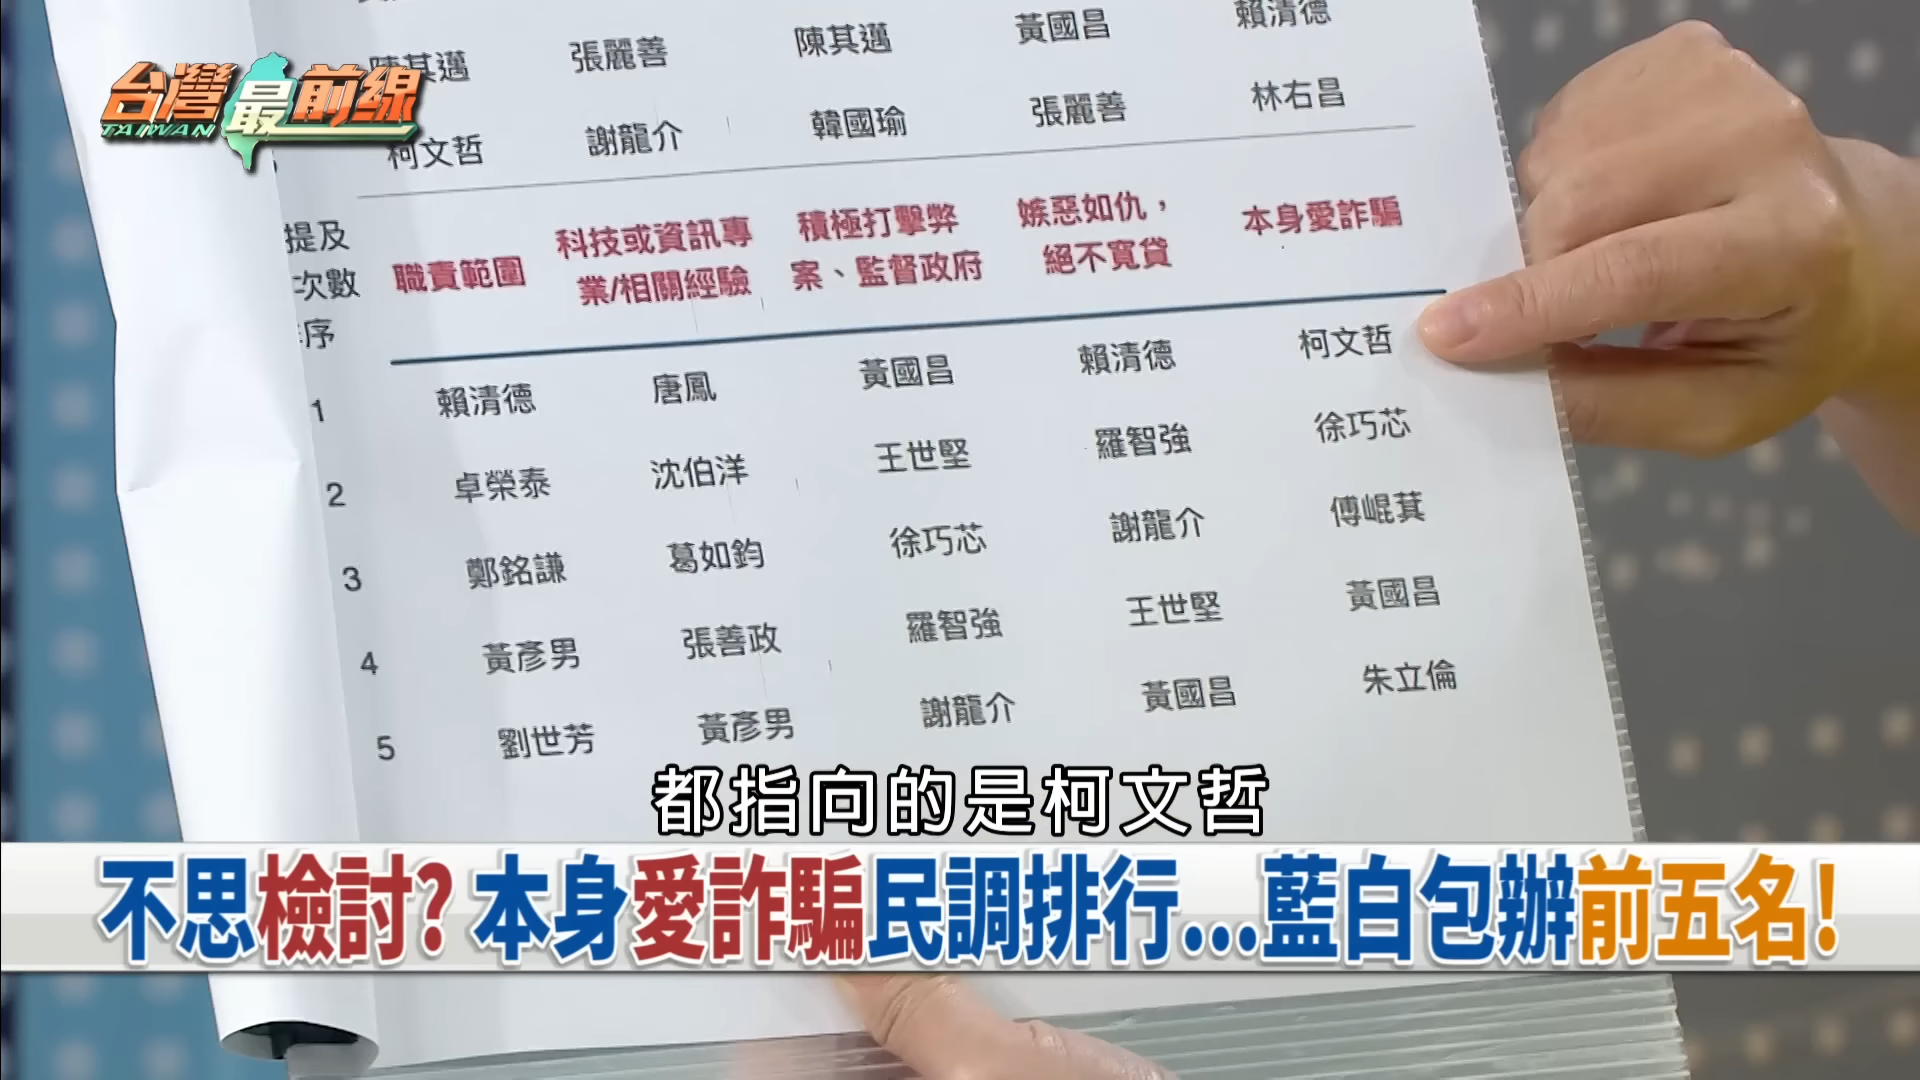 台灣最前線
TAIWAN
陳其邁 張麗善 陳其邁 黃國昌 賴清德
柯文哲 謝龍介 韓國瑜 張麗善 林右昌
提及
次數
序
職責範圍
科技或資訊專
業/相關經驗
積極打擊弊
案、監督政府
嫉惡如仇，
絕不寬貸
本身愛詐騙
1 賴清德 唐鳳 黃國昌 賴清德 柯文哲
2 卓榮泰 沈伯洋 王世堅 羅智強 徐巧芯
3 鄭銘謙 葛如鈞 徐巧芯 謝龍介 傅崐萁
4 黃彥男 張善政 羅智強 王世堅 黃國昌
5 劉世芳 黃彥男 謝龍介 黃國昌 朱立倫
都指向的是柯文哲
不思檢討? 本身愛詐騙民調排行...藍白包辦前五名!